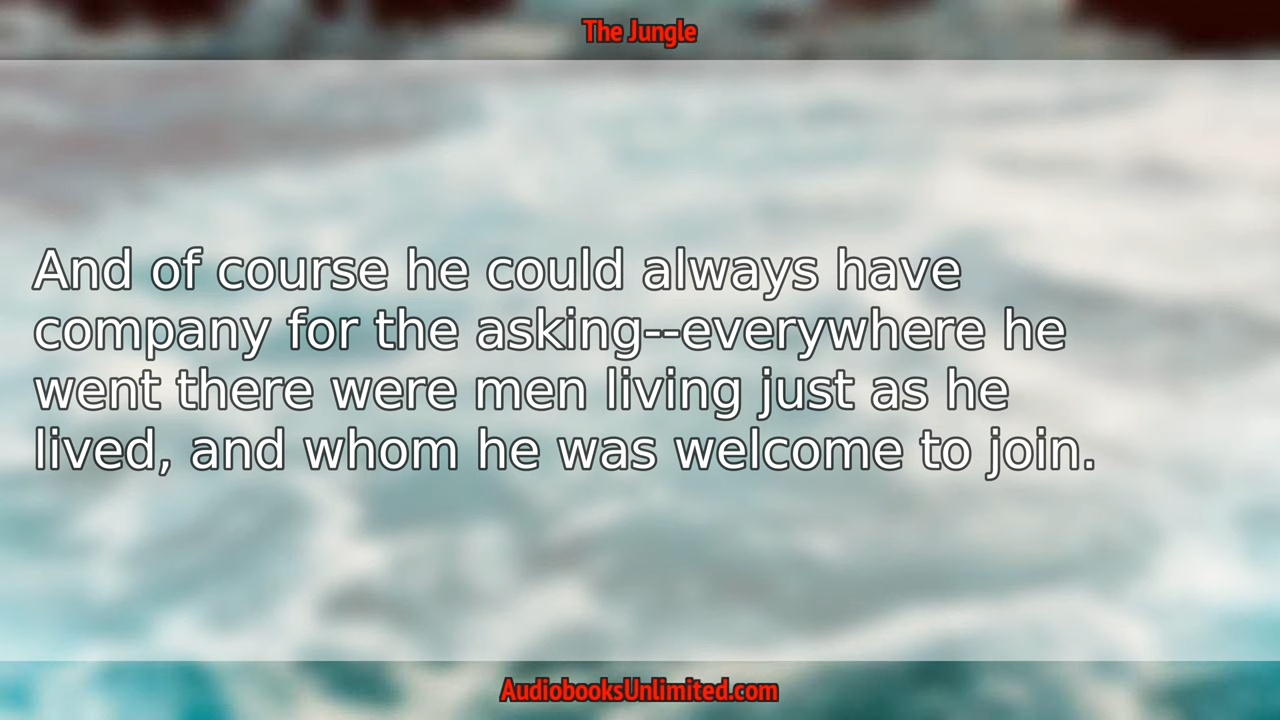 The Jungle
And of course he could always have
company for the asking--everywhere he
went there were men living just as he
lived, and whom he was welcome to join.
AudiobooksUnlimited.com